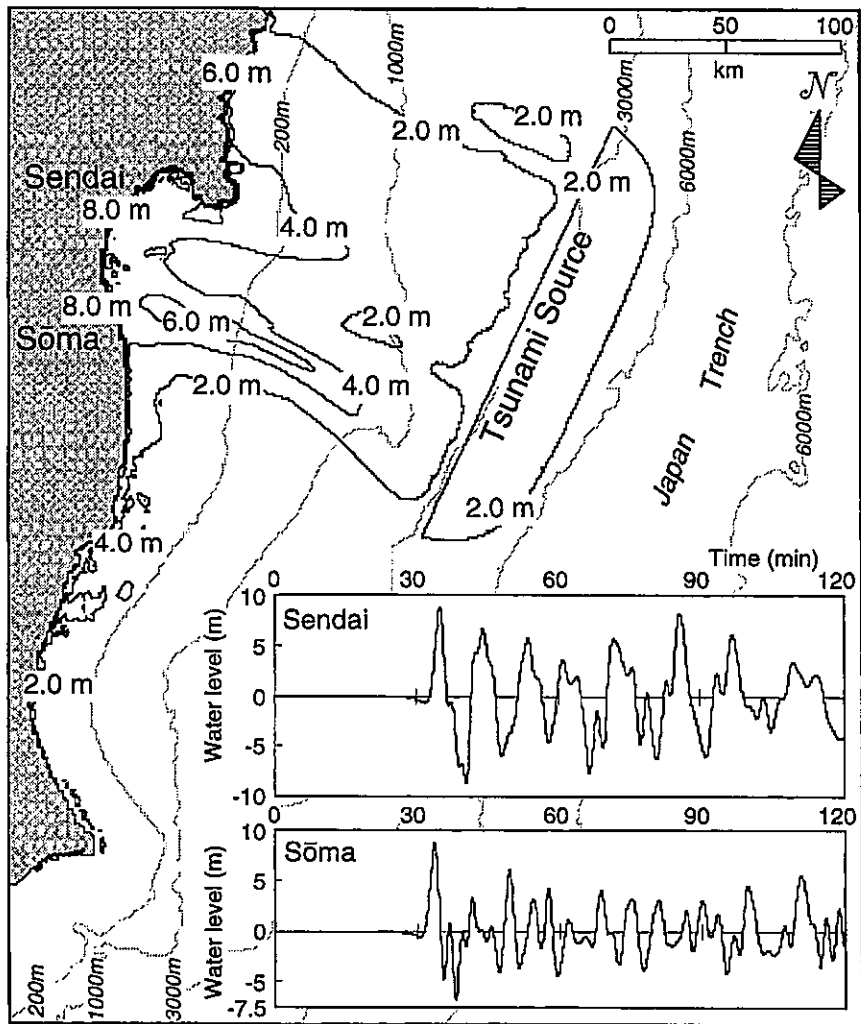 0 50 100
km
N
6.0 m
200m
1000m
2.0 m
2.0 m
3000m
6000m
2.0 m
Sendai
8.0 m
4.0 m
8.0 m
6.0 m
2.0 m
Sōma
2.0 m
4.0 m
Tsunami Source
Japan Trench
6000m
2.0 m
4.0 m
2.0 m
200m
1000m
3000m
Time (min)
0 30 60 90 120
Sendai
Water level (m)
10
5
0
-5
-10
0 30 60 90 120
Sōma
Water level (m)
10
5
0
-5
-7.5